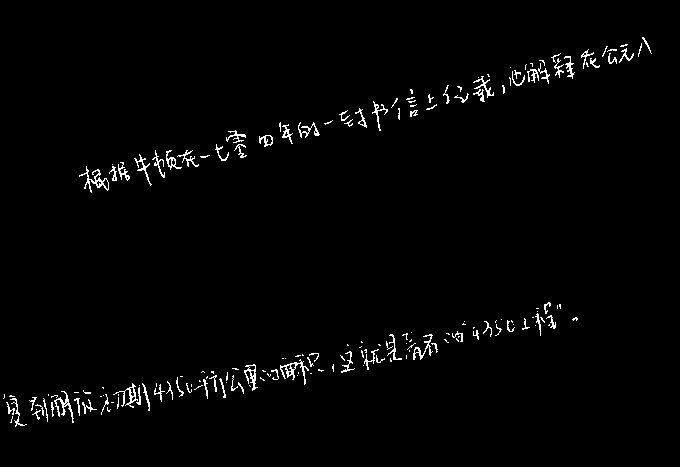 根据牛顿在一七零四年的一封书信上记载,他解释在公元八
复到解放初期4350平方公里的面积,这就是著名的“4350工程”。